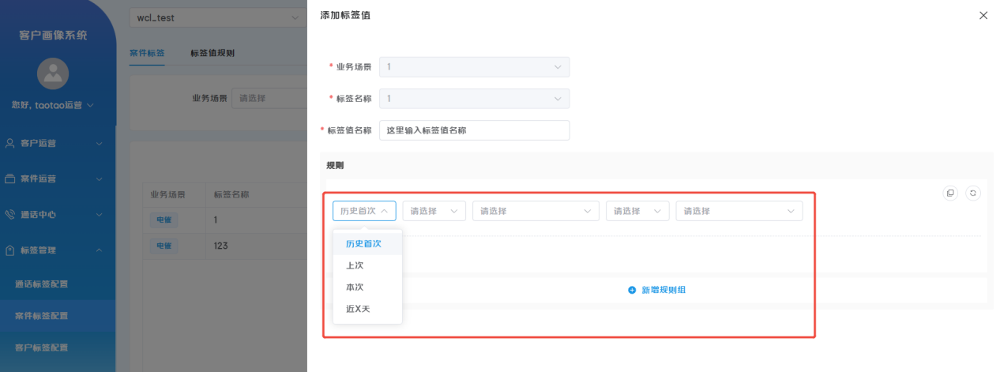 客户画像系统
您好, taotao运营
客户运营
案件运营
通话中心
标签管理
通话标签配置
案件标签配置
客户标签配置
wcl_test
案件标签 标签值规则
业务场景 请选择
业务场景 标签名称
电催 1
电催 123
添加标签值
* 业务场景 1
* 标签名称 1
* 标签值名称 这里输入标签值名称
规则
历史首次 请选择 请选择 请选择 请选择
历史首次
上次
本次
近X天
新增规则组